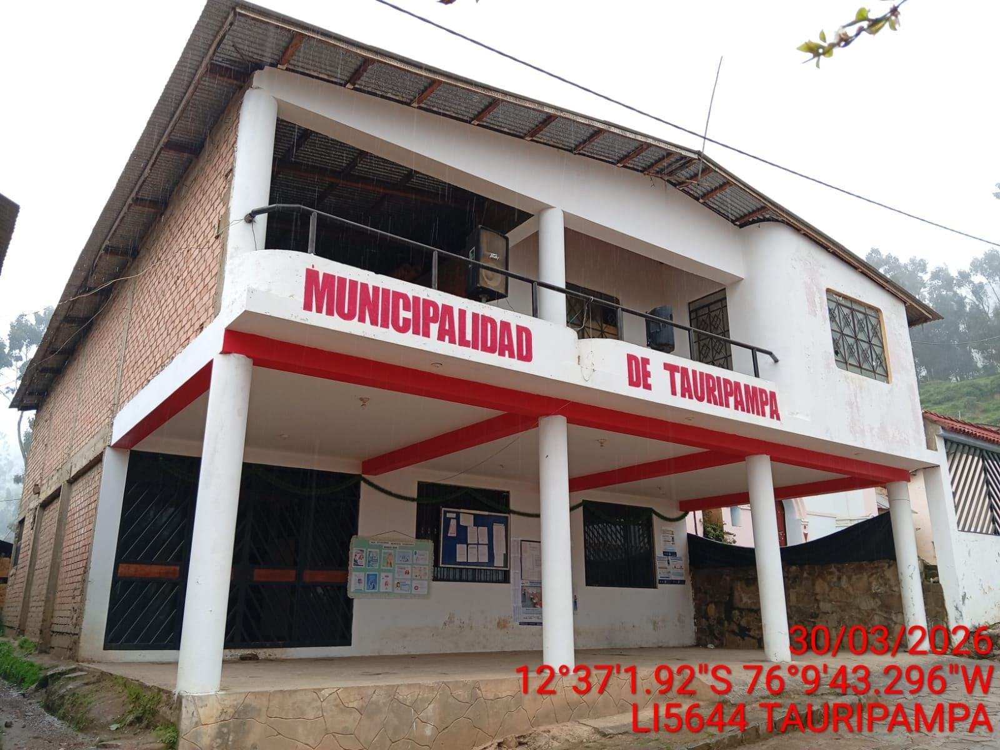 MUNICIPALIDAD
DE TAURIPAMPA
30/03/2026
12°37'1.92"S 76°9'43.296"W
LI5644 TAURIPAMPA